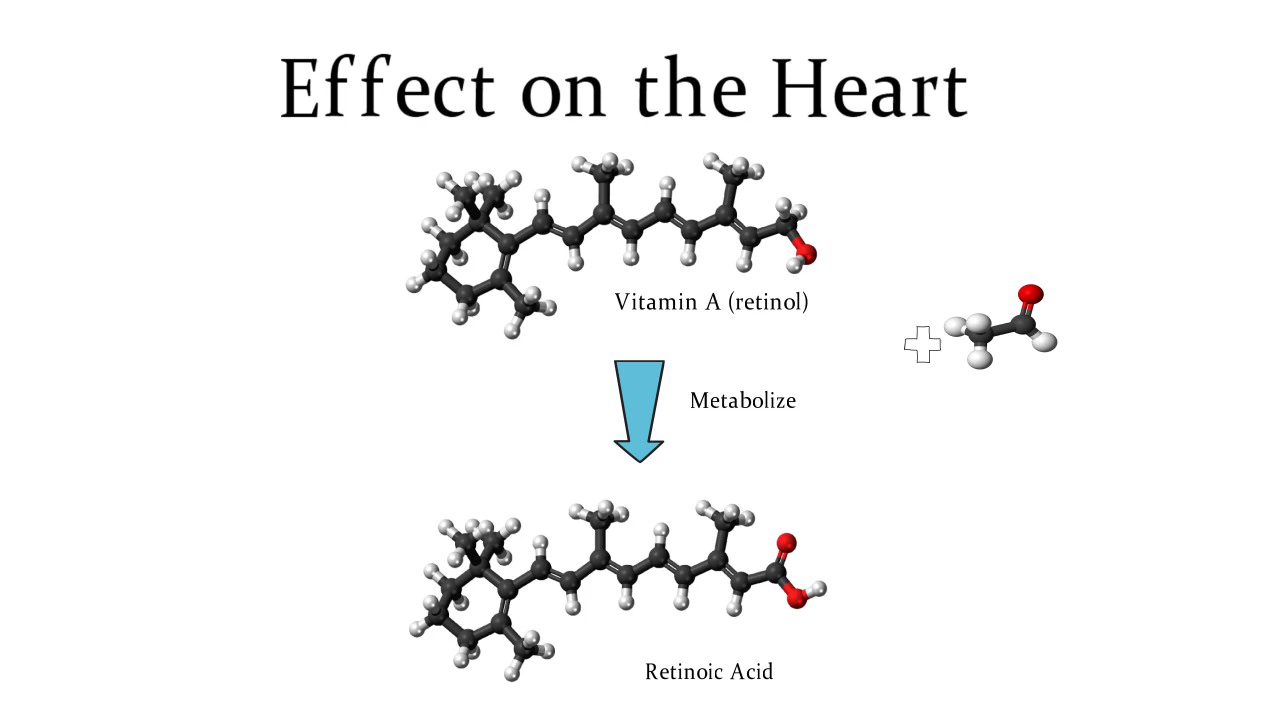 Effect on the Heart
Vitamin A (retinol)
Metabolize
Retinoic Acid